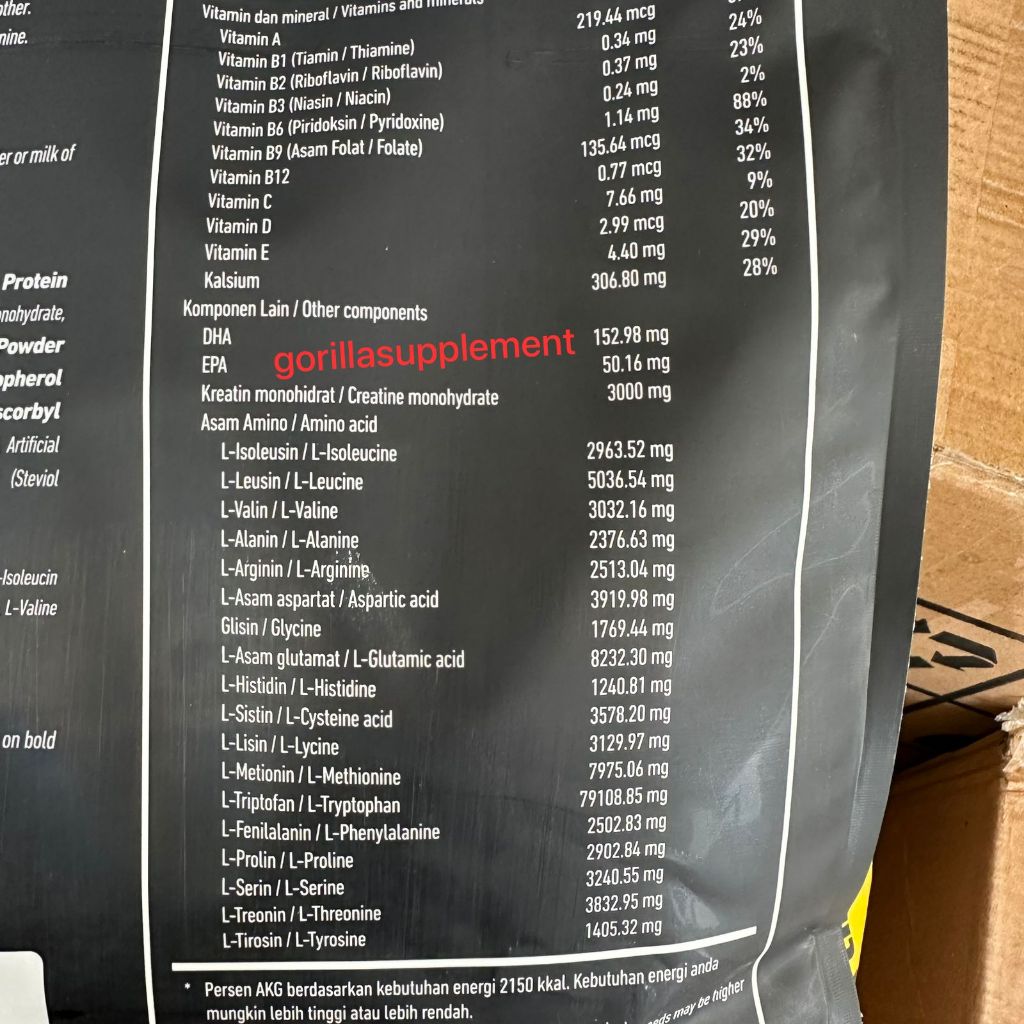 other.
mine.
er or milk of
Protein
nohydrate,
Powder
opherol
scorbyl
Artificial
(Steviol
-Isoleucin
L-Valine
on bold
Vitamin dan mineral / Vitamins and minerals
Vitamin A 219.44 mcg
Vitamin B1 (Tiamin / Thiamine) 0.34 mg 24%
Vitamin B2 (Riboflavin / Riboflavin) 0.37 mg 23%
Vitamin B3 (Niasin / Niacin) 0.24 mg 2%
Vitamin B6 (Piridoksin / Pyridoxine) 1.14 mg 88%
Vitamin B9 (Asam Folat / Folate) 135.64 mcg 34%
Vitamin B12 0.77 mcg 32%
Vitamin C 7.66 mg 9%
Vitamin D 2.99 mcg 20%
Vitamin E 4.40 mg 29%
Kalsium 306.80 mg 28%
Komponen Lain / Other components
DHA 152.98 mg
gorillasupplement
EPA 50.16 mg
Kreatin monohidrat / Creatine monohydrate 3000 mg
Asam Amino / Amino acid
L-Isoleusin / L-Isoleucine 2963.52 mg
L-Leusin / L-Leucine 5036.54 mg
L-Valin / L-Valine 3032.16 mg
L-Alanin / L-Alanine 2376.63 mg
L-Arginin / L-Arginine 2513.04 mg
L-Asam aspartat / Aspartic acid 3919.98 mg
Glisin / Glycine 1769.44 mg
L-Asam glutamat / L-Glutamic acid 8232.30 mg
L-Histidin / L-Histidine 1240.81 mg
L-Sistin / L-Cysteine acid 3578.20 mg
L-Lisin / L-Lycine 3129.97 mg
L-Metionin / L-Methionine 7975.06 mg
L-Triptofan / L-Tryptophan 79108.85 mg
L-Fenilalanin / L-Phenylalanine 2502.83 mg
L-Prolin / L-Proline 2902.84 mg
L-Serin / L-Serine 3240.55 mg
L-Treonin / L-Threonine 3832.95 mg
L-Tirosin / L-Tyrosine 1405.32 mg
* Persen AKG berdasarkan kebutuhan energi 2150 kkal. Kebutuhan energi anda
mungkin lebih tinggi atau lebih rendah.
may be higher